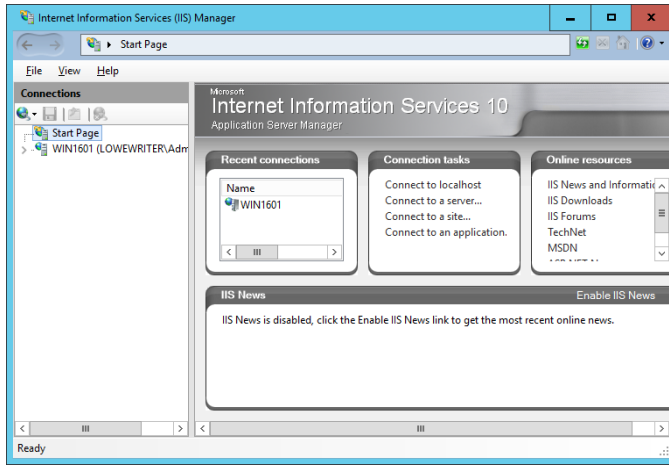 Internet Information Services (IIS) Manager
Start Page
File View Help
Connections
Start Page
WIN1601 (LOWEWRITER\Adm
Microsoft
Internet Information Services 10
Application Server Manager
Recent connections
Name
WIN1601
Connection tasks
Connect to localhost
Connect to a server...
Connect to a site...
Connect to an application.
Online resources
IIS News and Informatic
IIS Downloads
IIS Forums
TechNet
MSDN
IIS News
Enable IIS News
IIS News is disabled, click the Enable IIS News link to get the most recent online news.
Ready